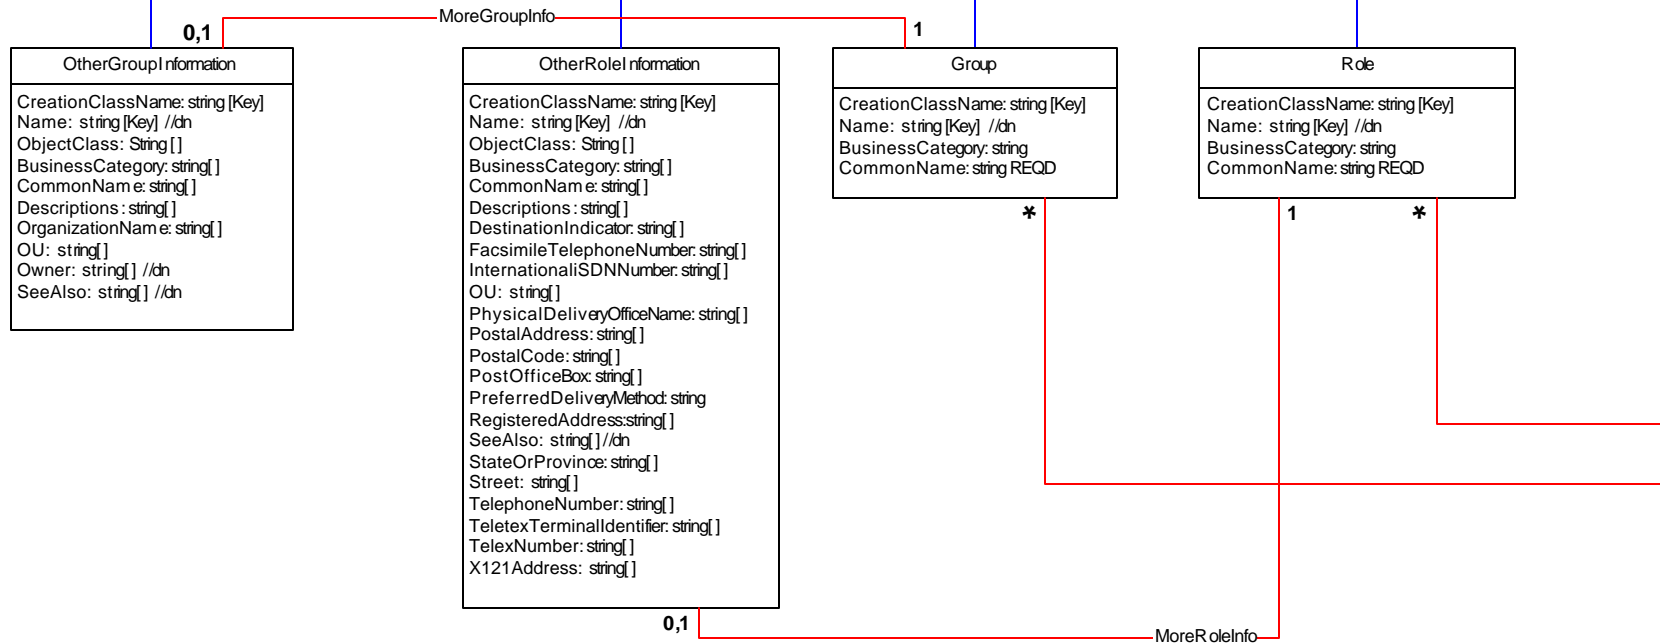 MoreGroupInfo
0,1
1
OtherGroupInformation
CreationClassName: string [Key]
Name: string [Key] //dn
ObjectClass: String [ ]
BusinessCategory: string[ ]
CommonName: string[ ]
Descriptions : string[ ]
OrganizationName: string[ ]
OU: string[ ]
Owner: string[ ] //dn
SeeAlso: string[ ] //dn
OtherRoleInformation
CreationClassName: string [Key]
Name: string [Key] //dn
ObjectClass: String [ ]
BusinessCategory: string[ ]
CommonName: string[ ]
Descriptions : string[ ]
DestinationIndicator: string[ ]
FacsimileTelephoneNumber: string[ ]
InternationaliSDNNumber: string[ ]
OU: string[ ]
PhysicalDeliveryOfficeName: string[ ]
PostalAddress: string[ ]
PostalCode: string[ ]
PostOfficeBox: string[ ]
PreferredDeliveryMethod: string
RegisteredAddress:string[ ]
SeeAlso: string[ ] //dn
StateOrProvince: string[ ]
Street: string[ ]
TelephoneNumber: string[ ]
TeletexTerminalIdentifier: string[ ]
TelexNumber: string[ ]
X121Address: string[ ]
0,1
Group
CreationClassName: string [Key]
Name: string [Key] //dn
BusinessCategory: string
CommonName: string REQD
*
Role
CreationClassName: string [Key]
Name: string [Key] //dn
BusinessCategory: string
CommonName: string REQD
1
*
MoreRoleInfo